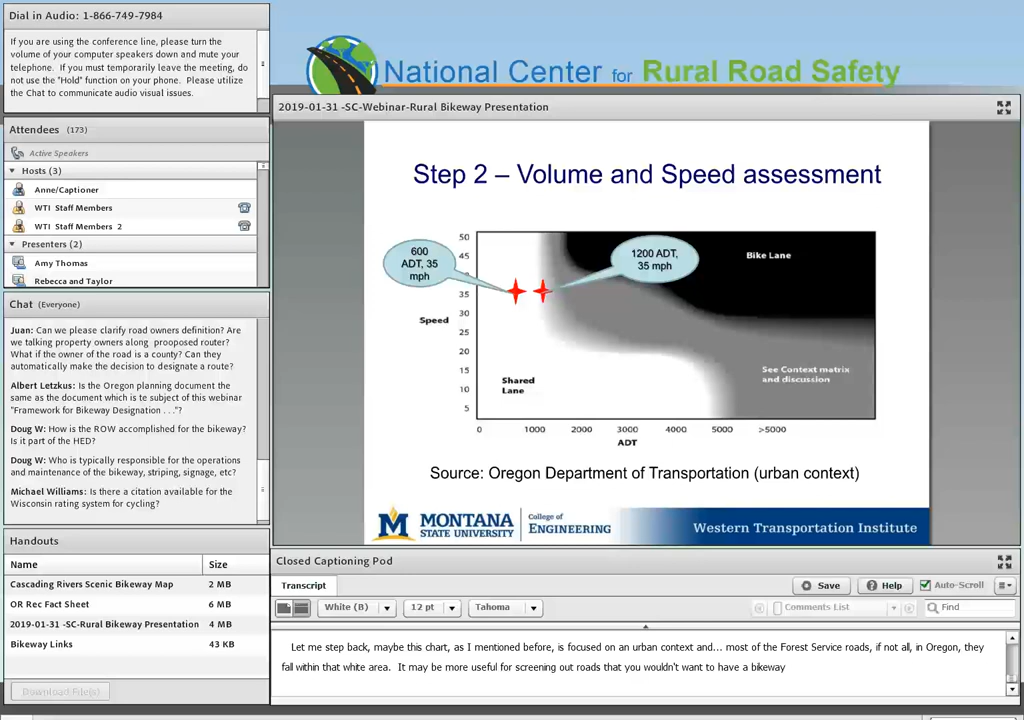 Dial in Audio: 1-866-749-7984
If you are using the conference line, please turn the
volume of your computer speakers down and mute your
telephone. If you must temporarily leave the meeting, do
not use the "Hold" function on your phone. Please utilize
the Chat to communicate audio visual issues.
Attendees (173)
Active Speakers
Hosts (3)
Anne/Captioner
WTI Staff Members
WTI Staff Members 2
Presenters (2)
Amy Thomas
Rebecca and Taylor
Chat (Everyone)
Juan: Can we please clarify road owners definition? Are
we talking property owners along prooposed router?
What if the owner of the road is a county? Can they
automatically make the decision to designate a route?
Albert Letzkus: Is the Oregon planning document the
same as the document which is te subject of this webinar
"Framework for Bikeway Designation . . ."?
Doug W: How is the ROW accomplished for the bikeway?
Is it part of the HED?
Doug W: Who is typically responsible for the operations
and maintenance of the bikeway, striping, signage, etc?
Michael Williams: Is there a citation available for the
Wisconsin rating system for cycling?
Handouts
Name Size
Cascading Rivers Scenic Bikeway Map 2 MB
OR Rec Fact Sheet 6 MB
2019-01-31 -SC-Rural Bikeway Presentation 4 MB
Bikeway Links 43 KB
Download File(s)
National Center for Rural Road Safety
2019-01-31 -SC-Webinar-Rural Bikeway Presentation
Step 2 – Volume and Speed assessment
600
ADT, 35
mph
1200 ADT,
35 mph
Bike Lane
See Context matrix
and discussion
Shared
Lane
Speed
50
45
40
35
30
25
20
15
10
5
0 1000 2000 3000 4000 5000 >5000
ADT
Source: Oregon Department of Transportation (urban context)
M MONTANA
STATE UNIVERSITY
College of
ENGINEERING
Western Transportation Institute
Closed Captioning Pod
Transcript
Save
Help
Auto-Scroll
White (B)
12 pt
Tahoma
Comments List
Find
Let me step back, maybe this chart, as I mentioned before, is focused on an urban context and... most of the Forest Service roads, if not all, in Oregon, they
fall within that white area. It may be more useful for screening out roads that you wouldn't want to have a bikeway